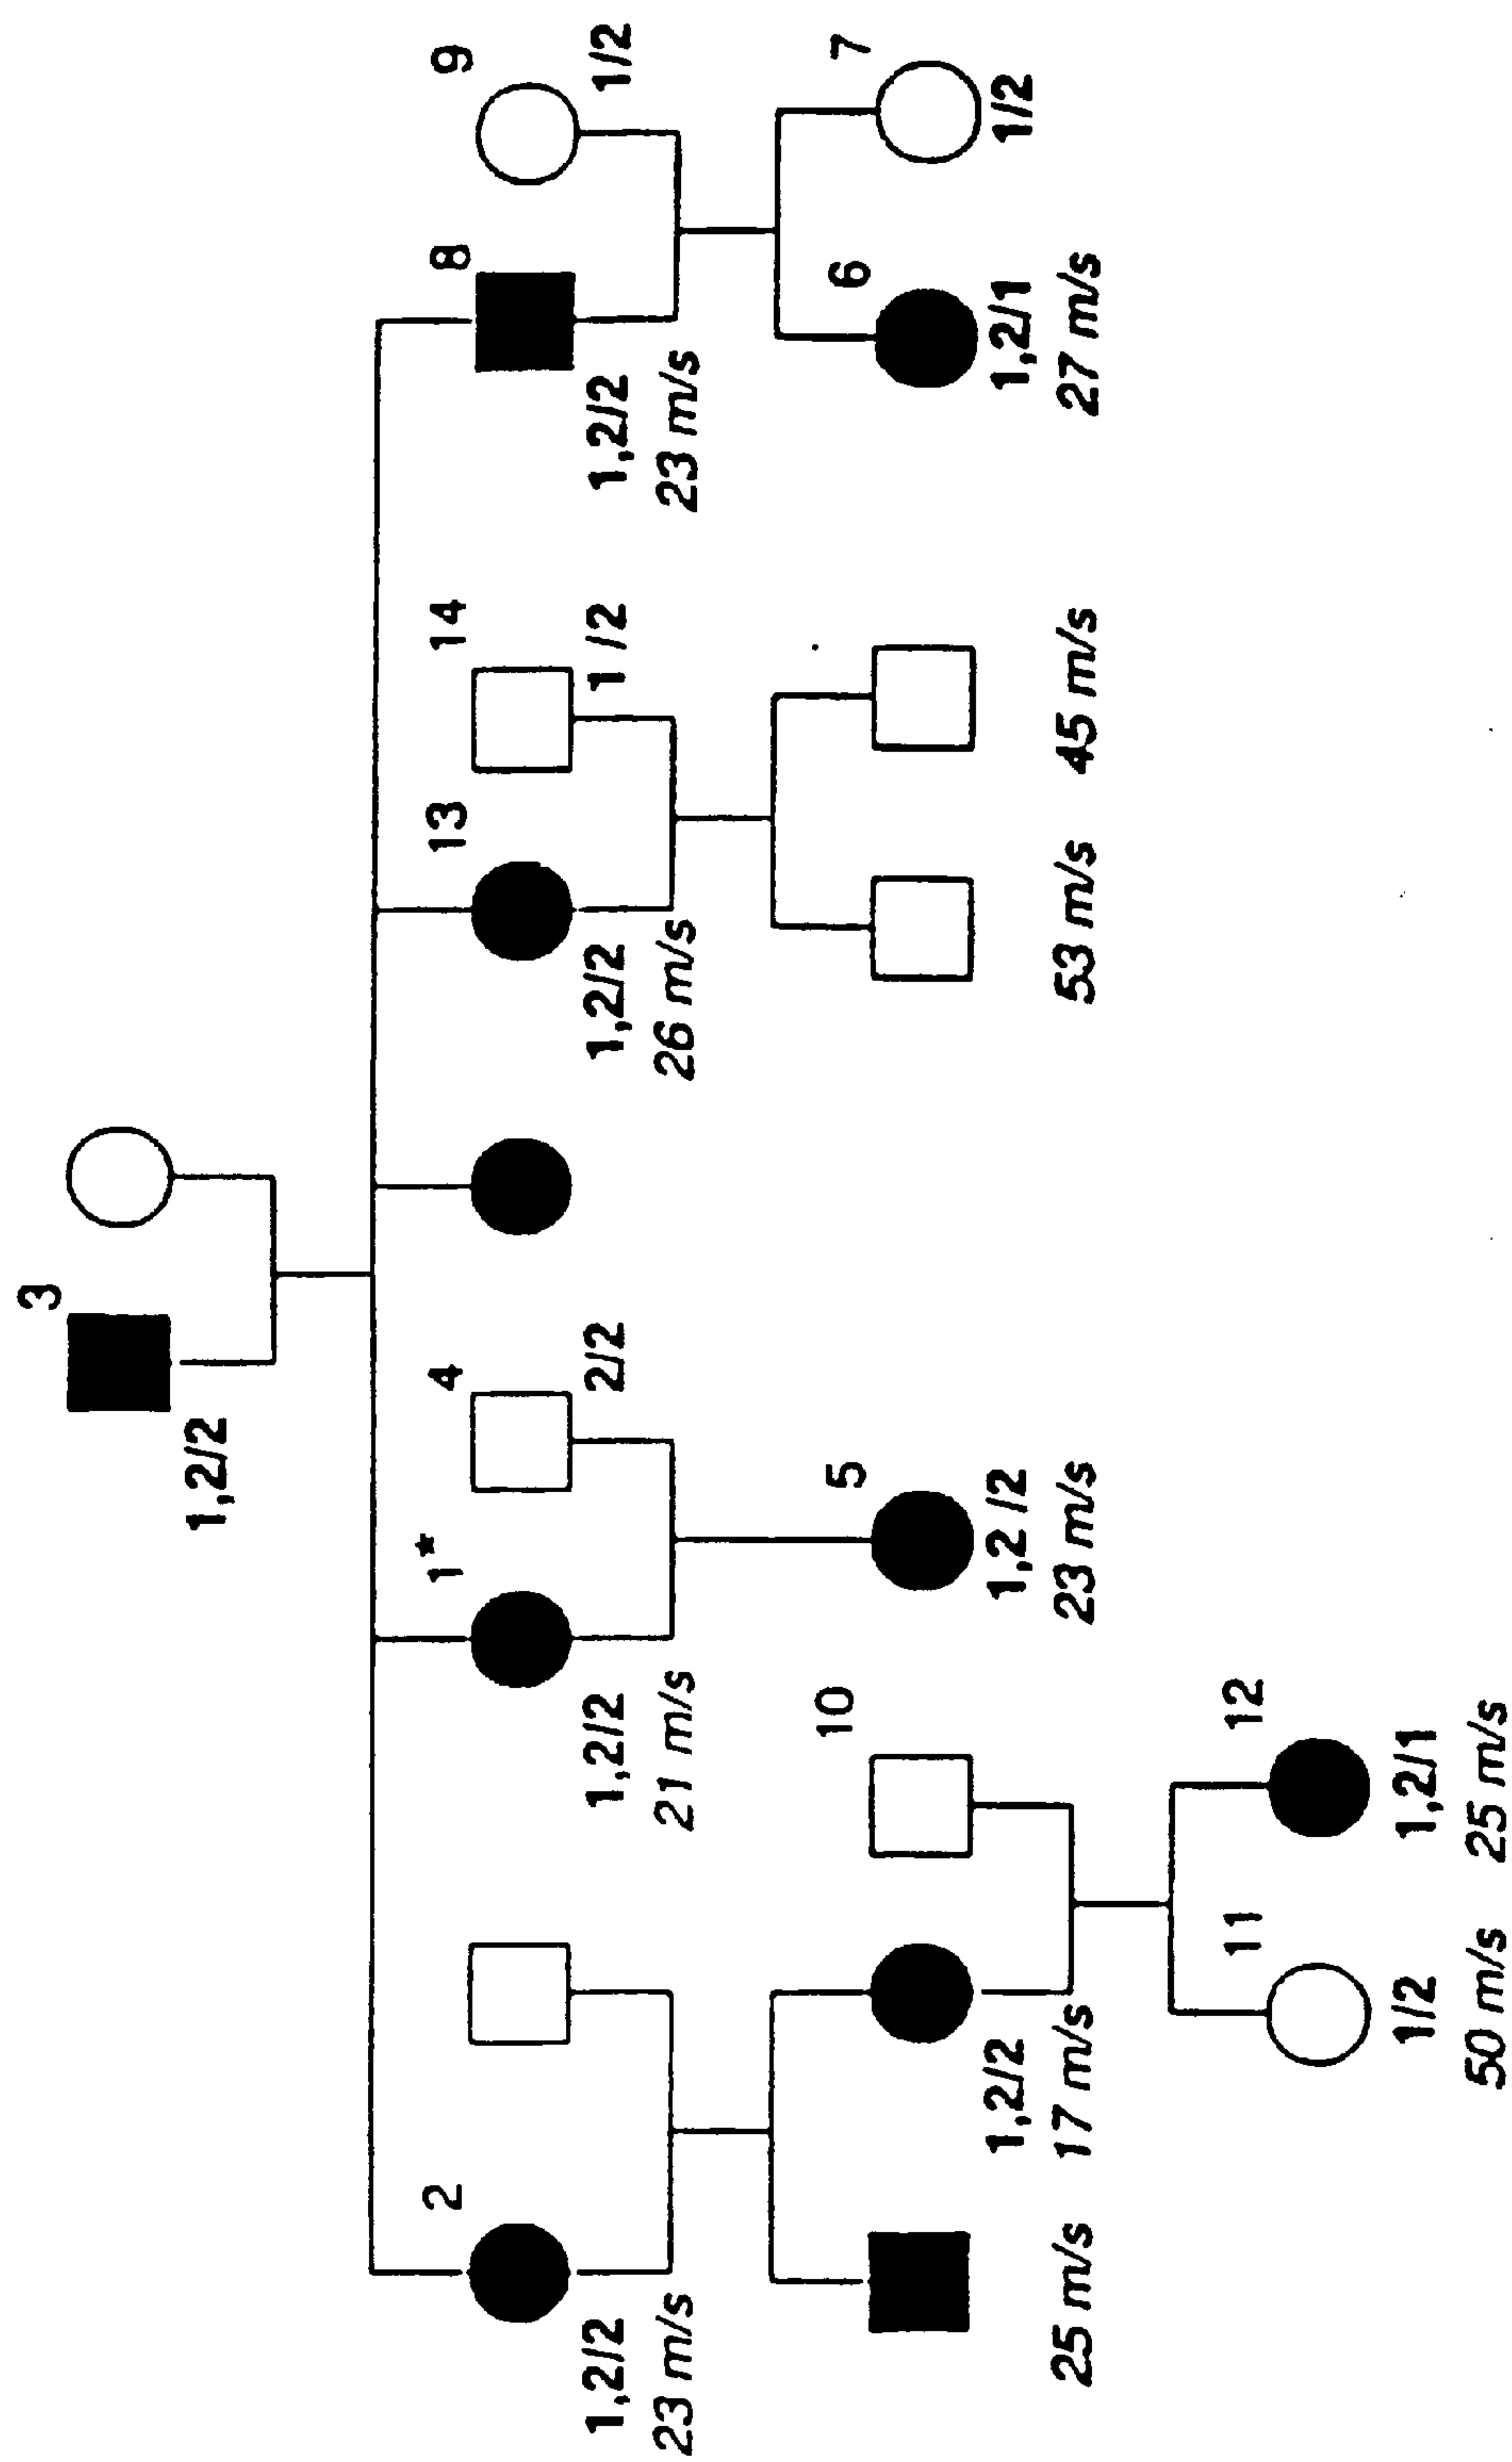 3
1,2/2
2 1* 4 13 14 8 9
1,2/2 1,2/2 2/2 1,2/2 1/2 1,2/2 1/2
23 m/s 21 m/s 26 m/s 23 m/s
10 5 6 7
1,2/2 1,2/2 1,2/1 1/2
25 m/s 17 m/s 23 m/s 53 m/s 45 m/s 27 m/s
11 12
1/2 1,2/1
50 m/s 25 m/s